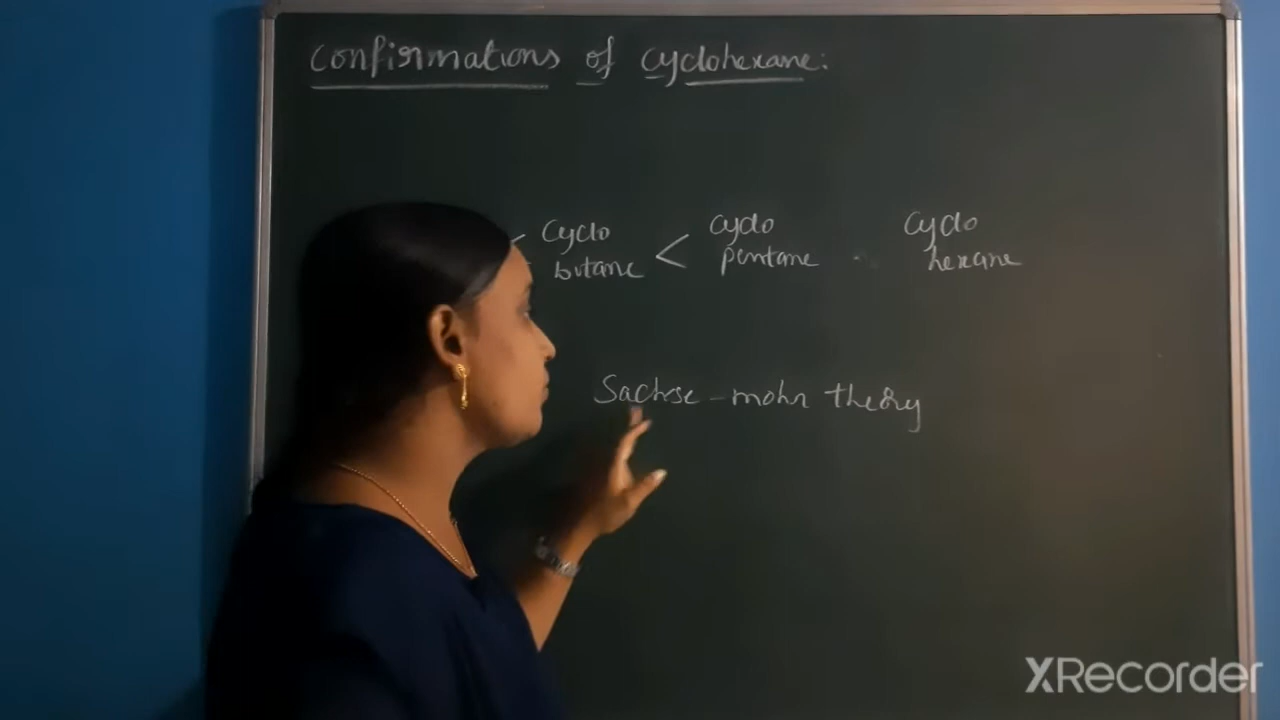 Confirmations of Cyclohexane:
< Cyclo butane < Cyclo pentane Cyclo hexane
Sachse - mohr theory
XRecorder